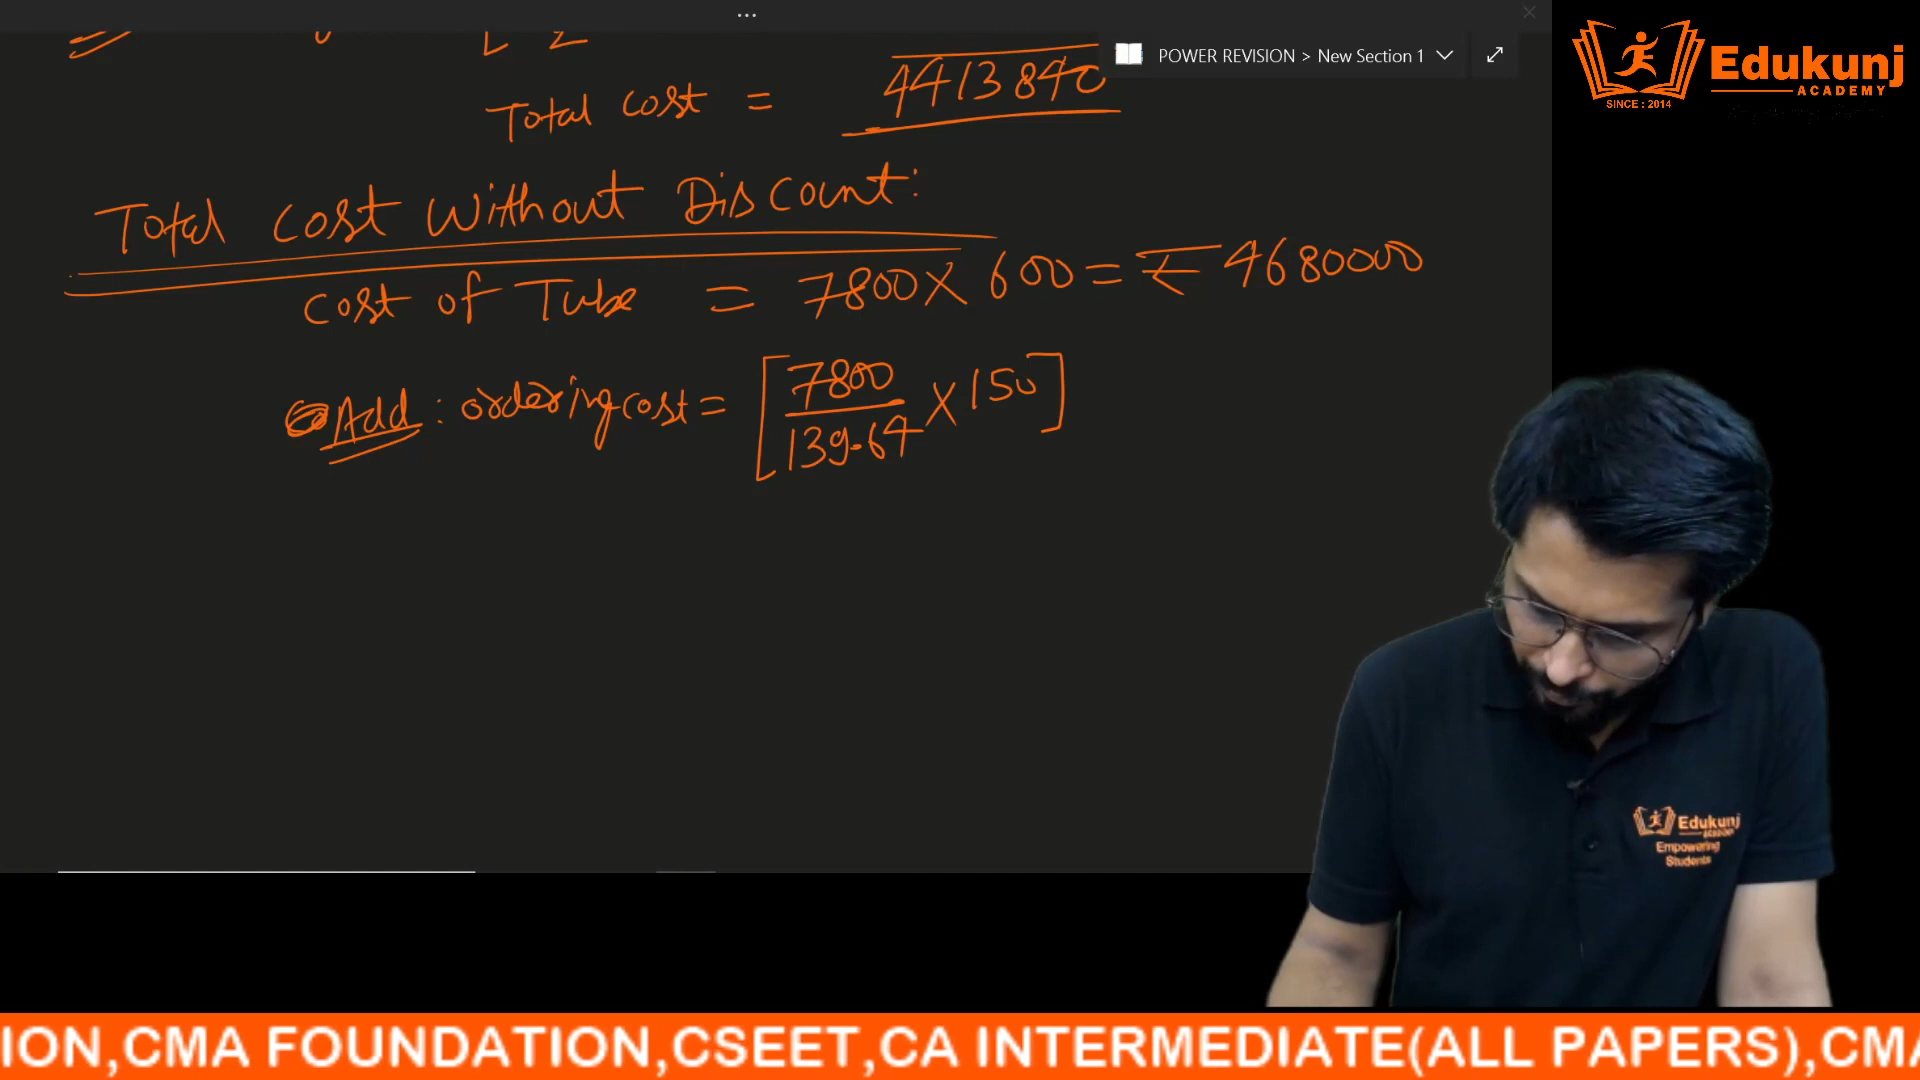 POWER REVISION > New Section 1
Edukunj
ACADEMY
SINCE : 2014
Total cost = 4413840
Total cost without Discount:
cost of Tube = 7800 X 600 = ₹ 4680000
Add : ordering cost = [7800/139.64 X 150]
Edukunj
Empowering
Students
ION,CMA FOUNDATION,CSEET,CA INTERMEDIATE(ALL PAPERS),CMA